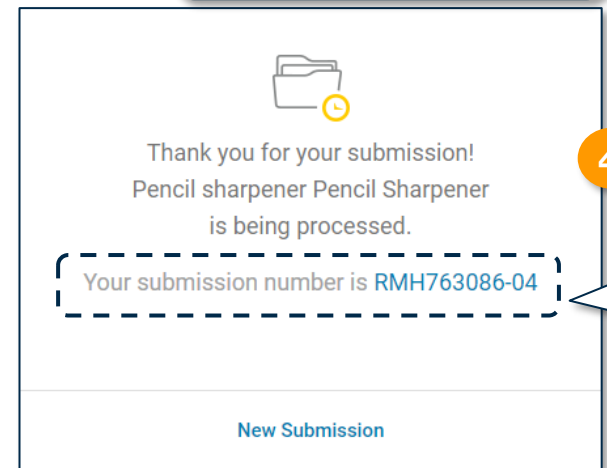 Thank you for your submission!
Pencil sharpener Pencil Sharpener
is being processed.
Your submission number is RMH763086-04
New Submission